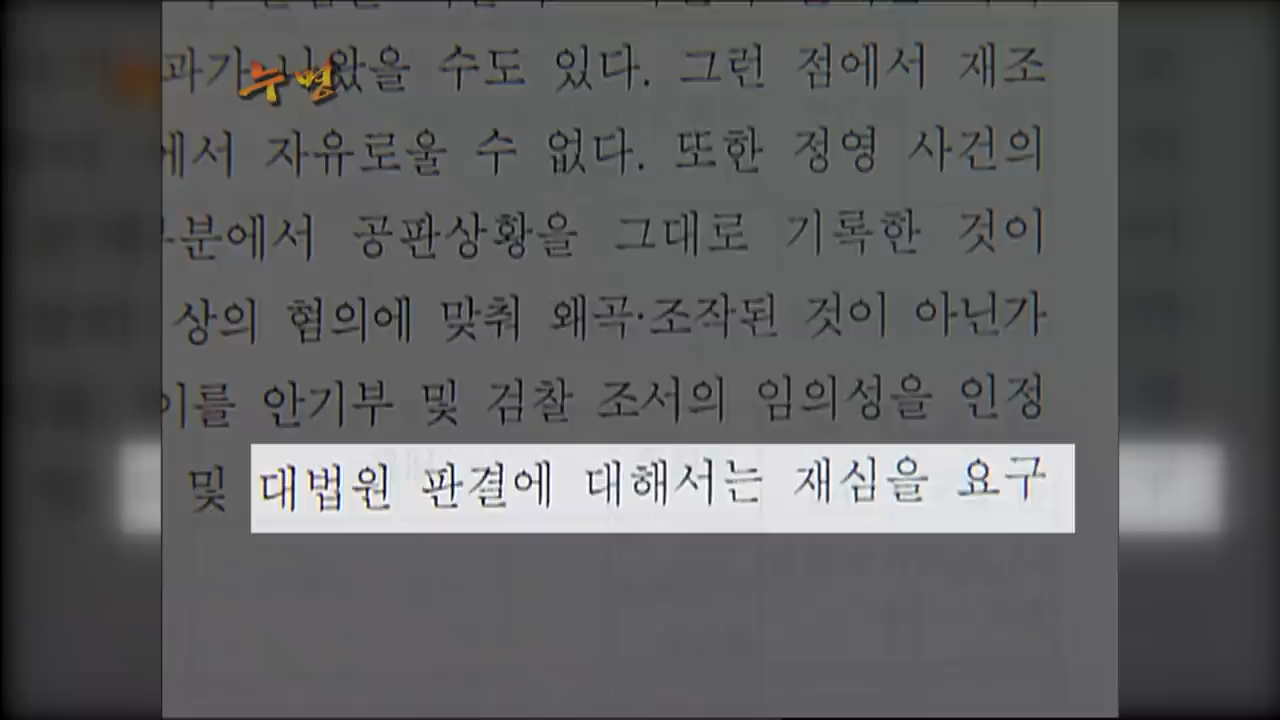 과가 나왔을 수도 있다. 그런 점에서 재조
누명
에서 자유로울 수 없다. 또한 정영 사건의
부분에서 공판상황을 그대로 기록한 것이
상의 혐의에 맞춰 왜곡·조작된 것이 아닌가
이를 안기부 및 검찰 조서의 임의성을 인정
및 대법원 판결에 대해서는 재심을 요구